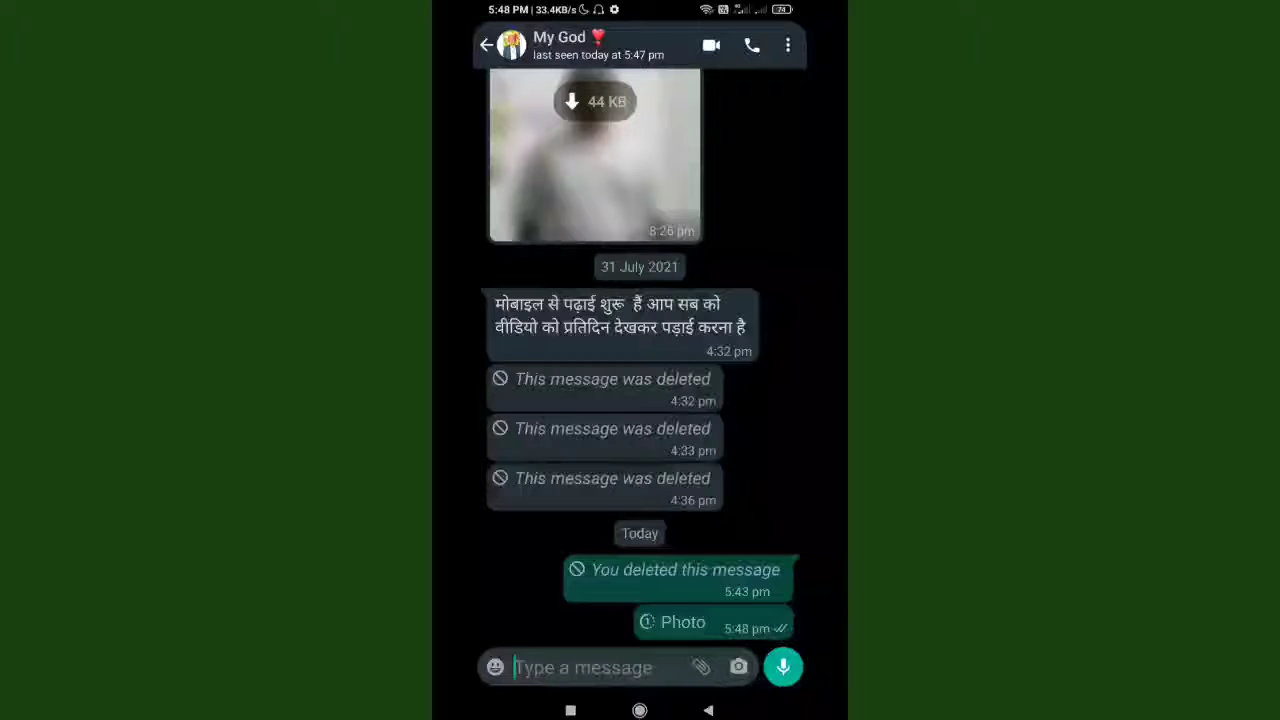 5:48 PM | 33.4KB/s
74
My God ❣️
last seen today at 5:47 pm
44 KB
8:26 pm
31 July 2021
मोबाइल से पढ़ाई शुरू हैं आप सब को
वीडियो को प्रतिदिन देखकर पड़ाई करना है
4:32 pm
This message was deleted
4:32 pm
This message was deleted
4:33 pm
This message was deleted
4:36 pm
Today
You deleted this message
5:43 pm
1 Photo
5:48 pm
Type a message